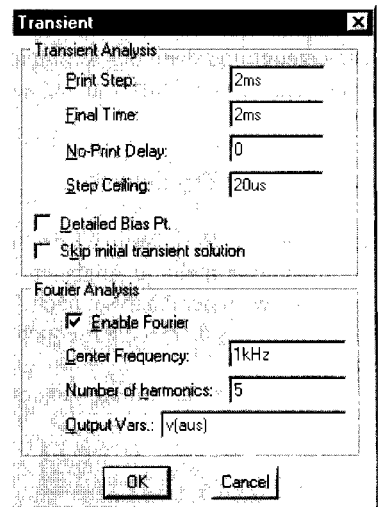 Transient
Transient Analysis
Print Step: 2ms
Final Time: 2ms
No-Print Delay: 0
Step Ceiling: 20us
Detailed Bias Pt.
Skip initial transient solution
Fourier Analysis
Enable Fourier
Center Frequency: 1kHz
Number of harmonics: 5
Output Vars.: v(aus)
OK Cancel